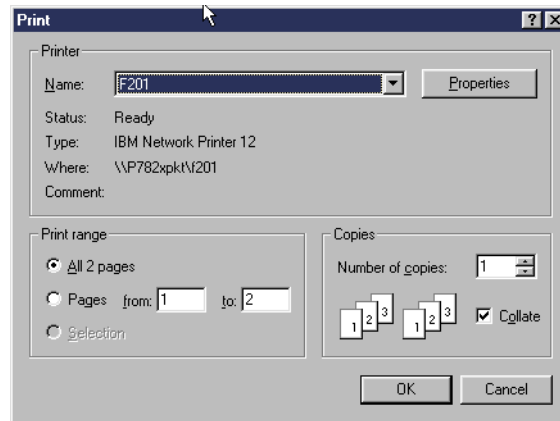 Print
Printer
Name: F201 Properties
Status: Ready
Type: IBM Network Printer 12
Where: \\P782xpkt\f201
Comment:
Print range
All 2 pages
Pages from: 1 to: 2
Selection
Copies
Number of copies: 1
1 2 3 1 2 3 Collate
OK Cancel